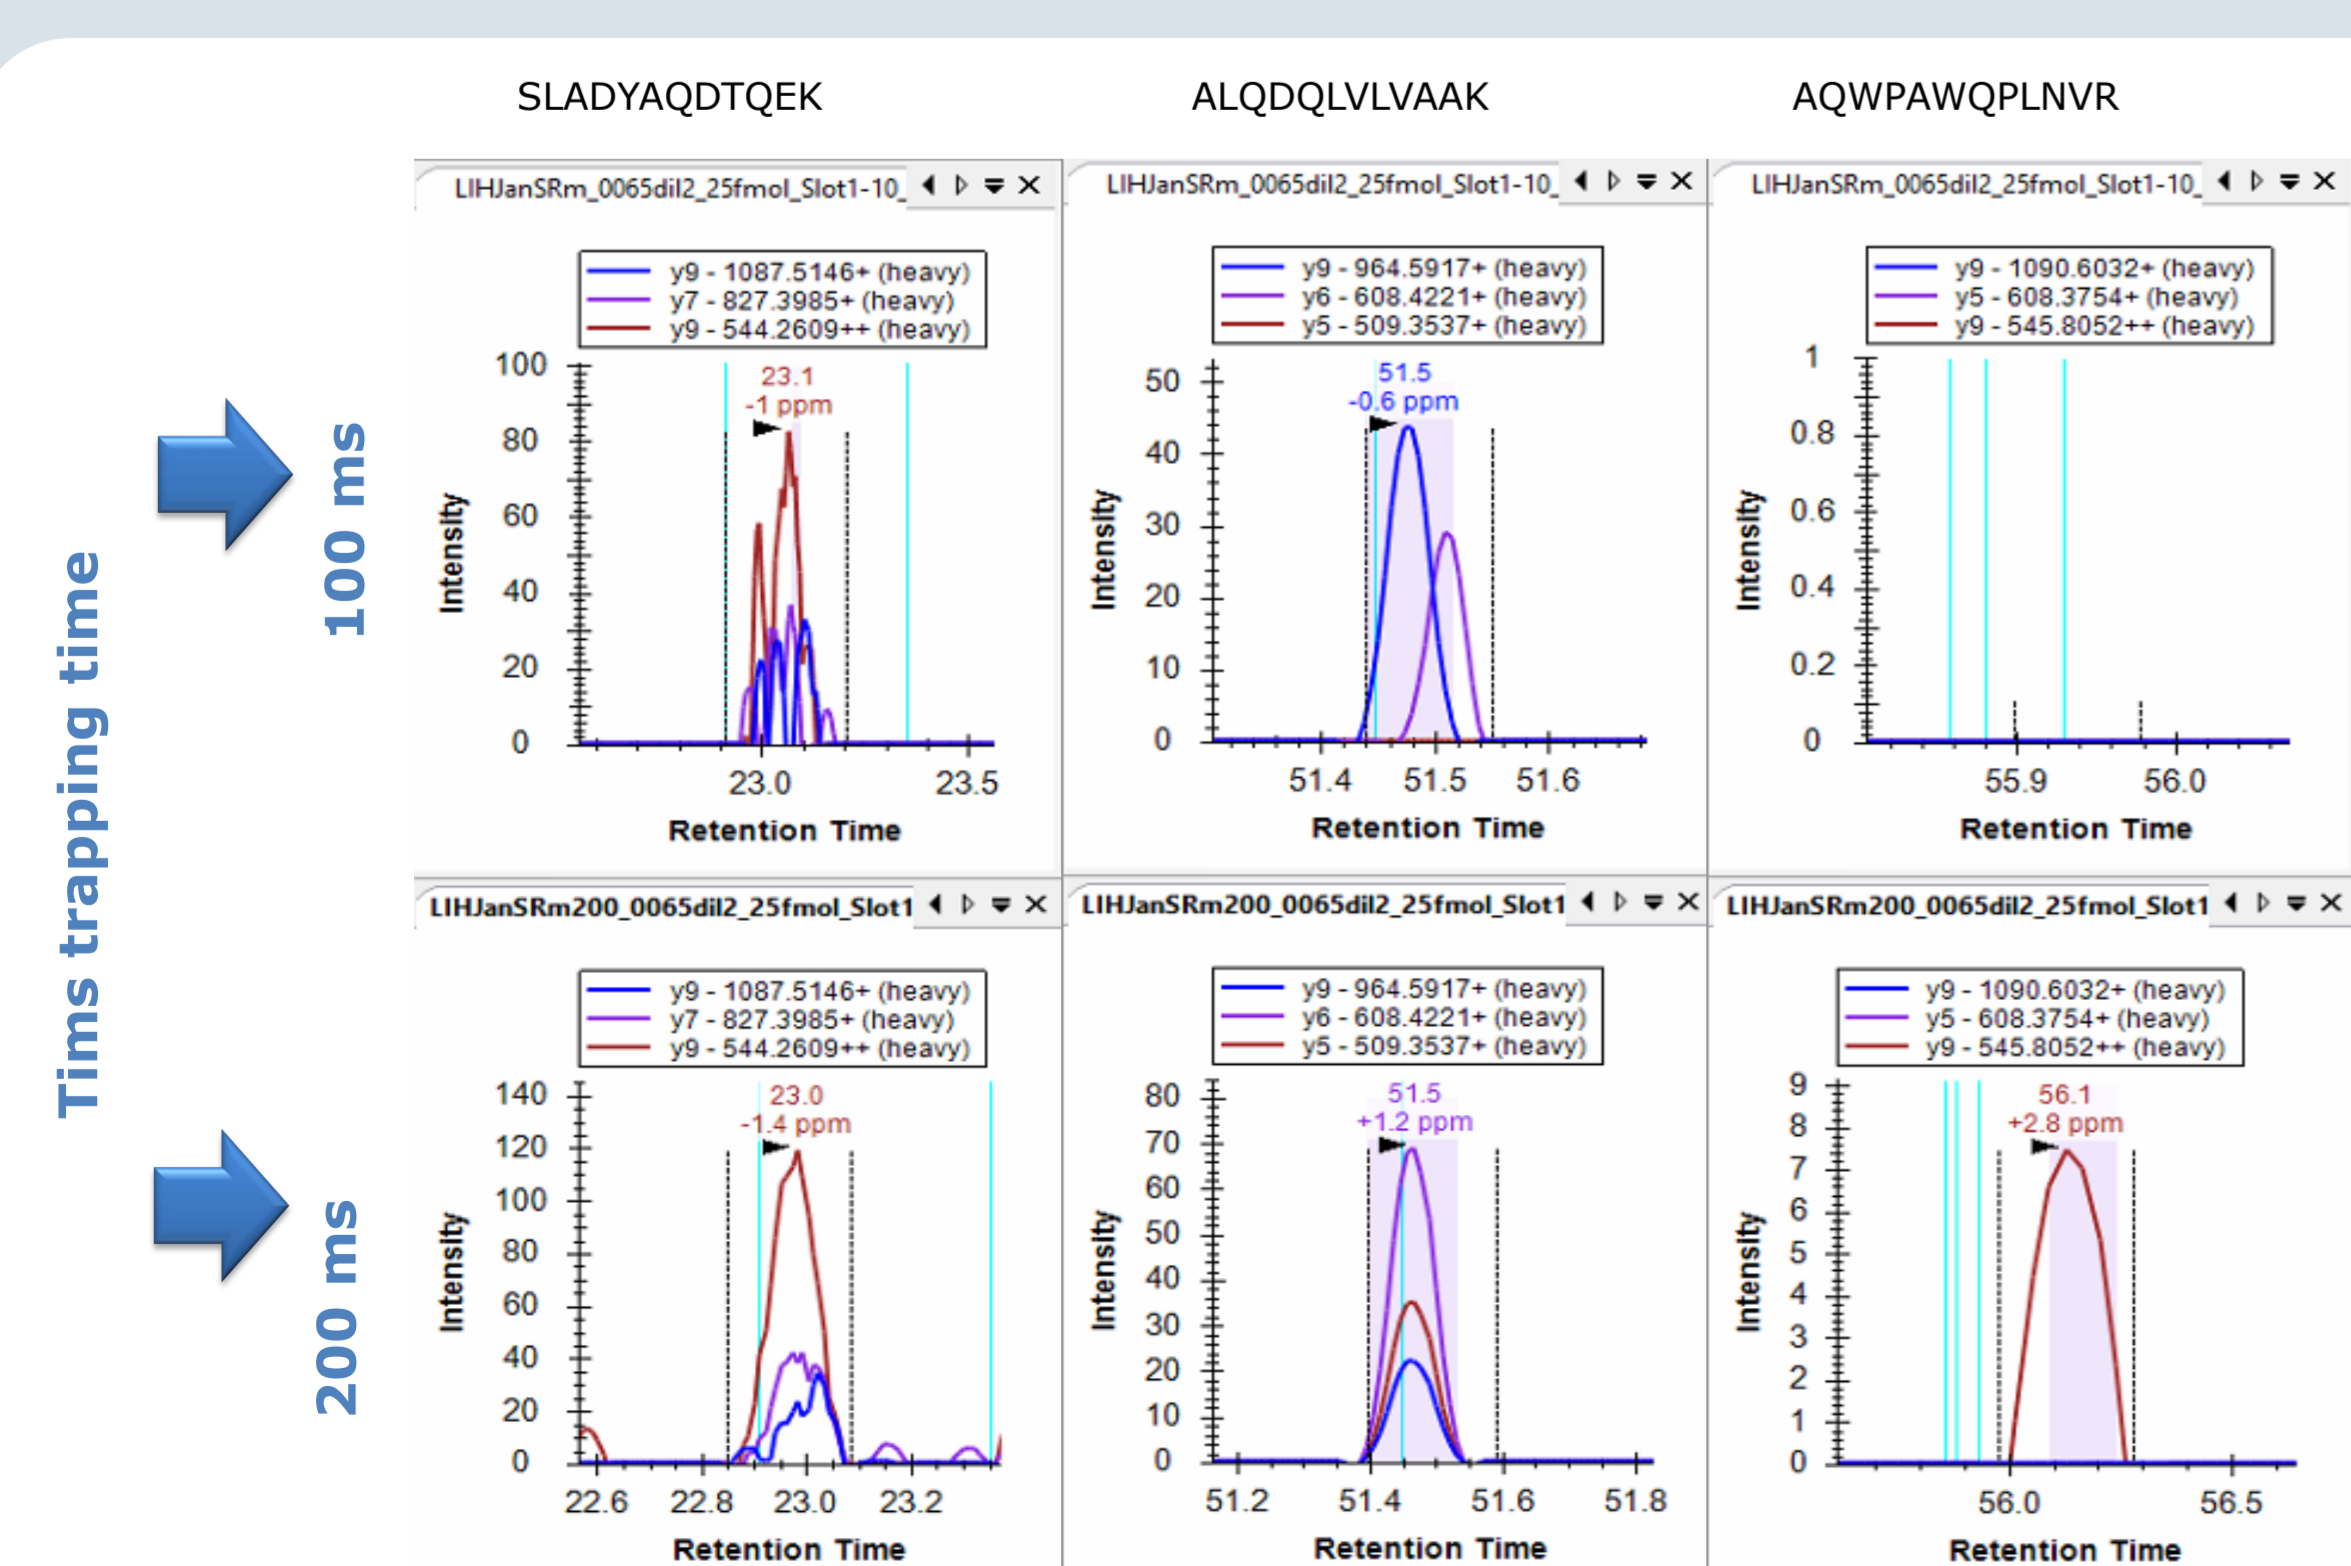 SLADYAQDTQEK
ALQDQLVLVAAK
AQWPAWQPLNVR
Tims trapping time
100 ms
LIHJanSRm_0065dil2_25fmol_Slot1-10_
y9 - 1087.5146+ (heavy)
y7 - 827.3985+ (heavy)
y9 - 544.2609++ (heavy)
23.1
-1 ppm
100
80
60
40
20
0
Intensity
23.0
23.5
Retention Time
LIHJanSRm_0065dil2_25fmol_Slot1-10_
y9 - 964.5917+ (heavy)
y6 - 608.4221+ (heavy)
y5 - 509.3537+ (heavy)
51.5
-0.6 ppm
50
40
30
20
10
0
Intensity
51.4
51.5
51.6
Retention Time
LIHJanSRm_0065dil2_25fmol_Slot1-10_
y9 - 1090.6032+ (heavy)
y5 - 608.3754+ (heavy)
y9 - 545.8052++ (heavy)
1
0.8
0.6
0.4
0.2
0
Intensity
55.9
56.0
Retention Time
200 ms
LIHJanSRm200_0065dil2_25fmol_Slot1
y9 - 1087.5146+ (heavy)
y7 - 827.3985+ (heavy)
y9 - 544.2609++ (heavy)
23.0
-1.4 ppm
140
120
100
80
60
40
20
0
Intensity
22.6
22.8
23.0
23.2
Retention Time
LIHJanSRm200_0065dil2_25fmol_Slot1
y9 - 964.5917+ (heavy)
y6 - 608.4221+ (heavy)
y5 - 509.3537+ (heavy)
51.5
+1.2 ppm
80
70
60
50
40
30
20
10
0
Intensity
51.2
51.4
51.6
51.8
Retention Time
LIHJanSRm200_0065dil2_25fmol_Slot1
y9 - 1090.6032+ (heavy)
y5 - 608.3754+ (heavy)
y9 - 545.8052++ (heavy)
56.1
+2.8 ppm
9
8
7
6
5
4
3
2
1
0
Intensity
56.0
56.5
Retention Time